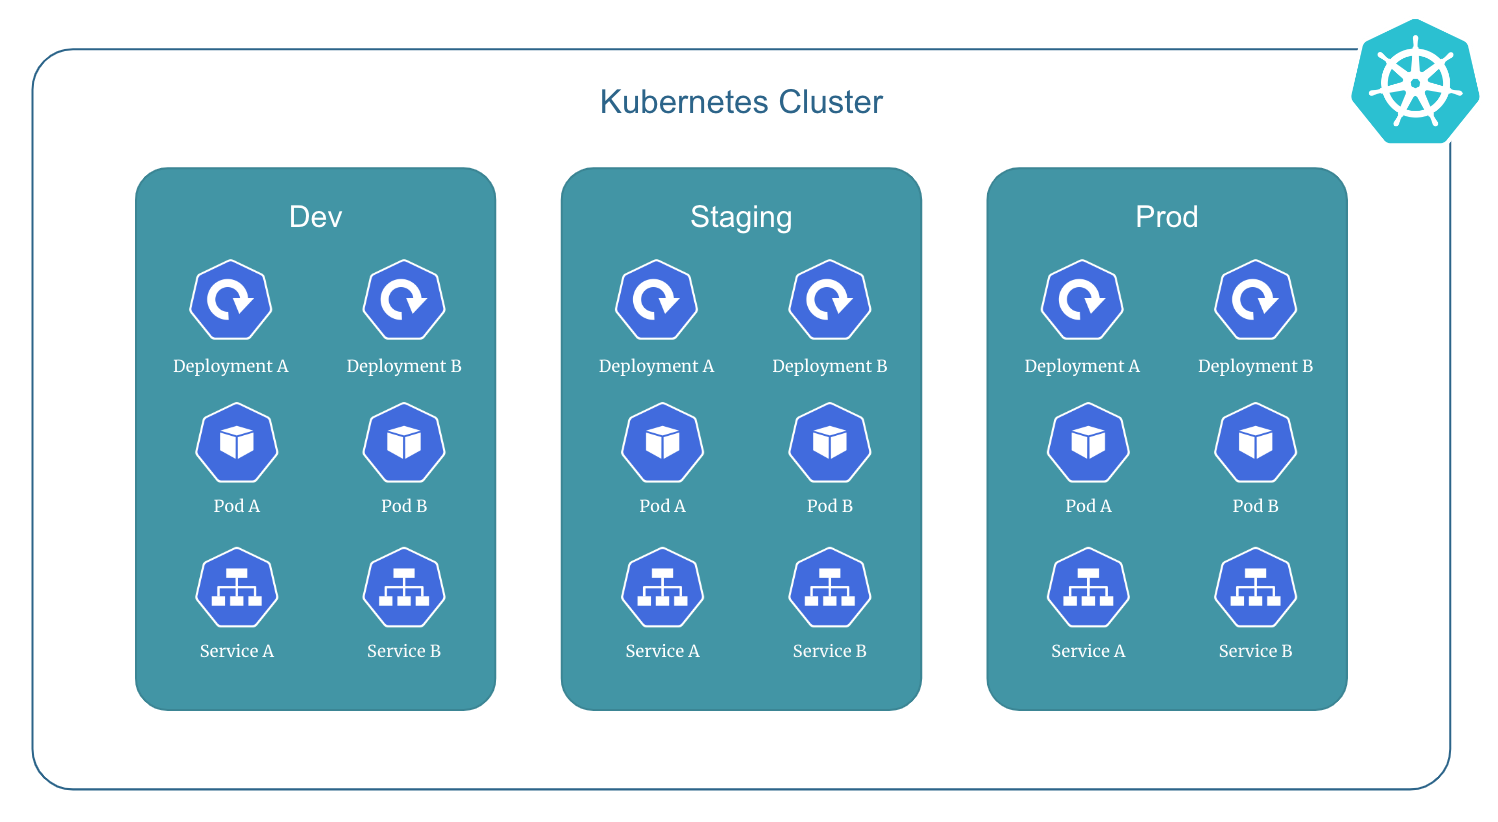 Kubernetes Cluster
Dev
Deployment A
Deployment B
Pod A
Pod B
Service A
Service B
Staging
Deployment A
Deployment B
Pod A
Pod B
Service A
Service B
Prod
Deployment A
Deployment B
Pod A
Pod B
Service A
Service B